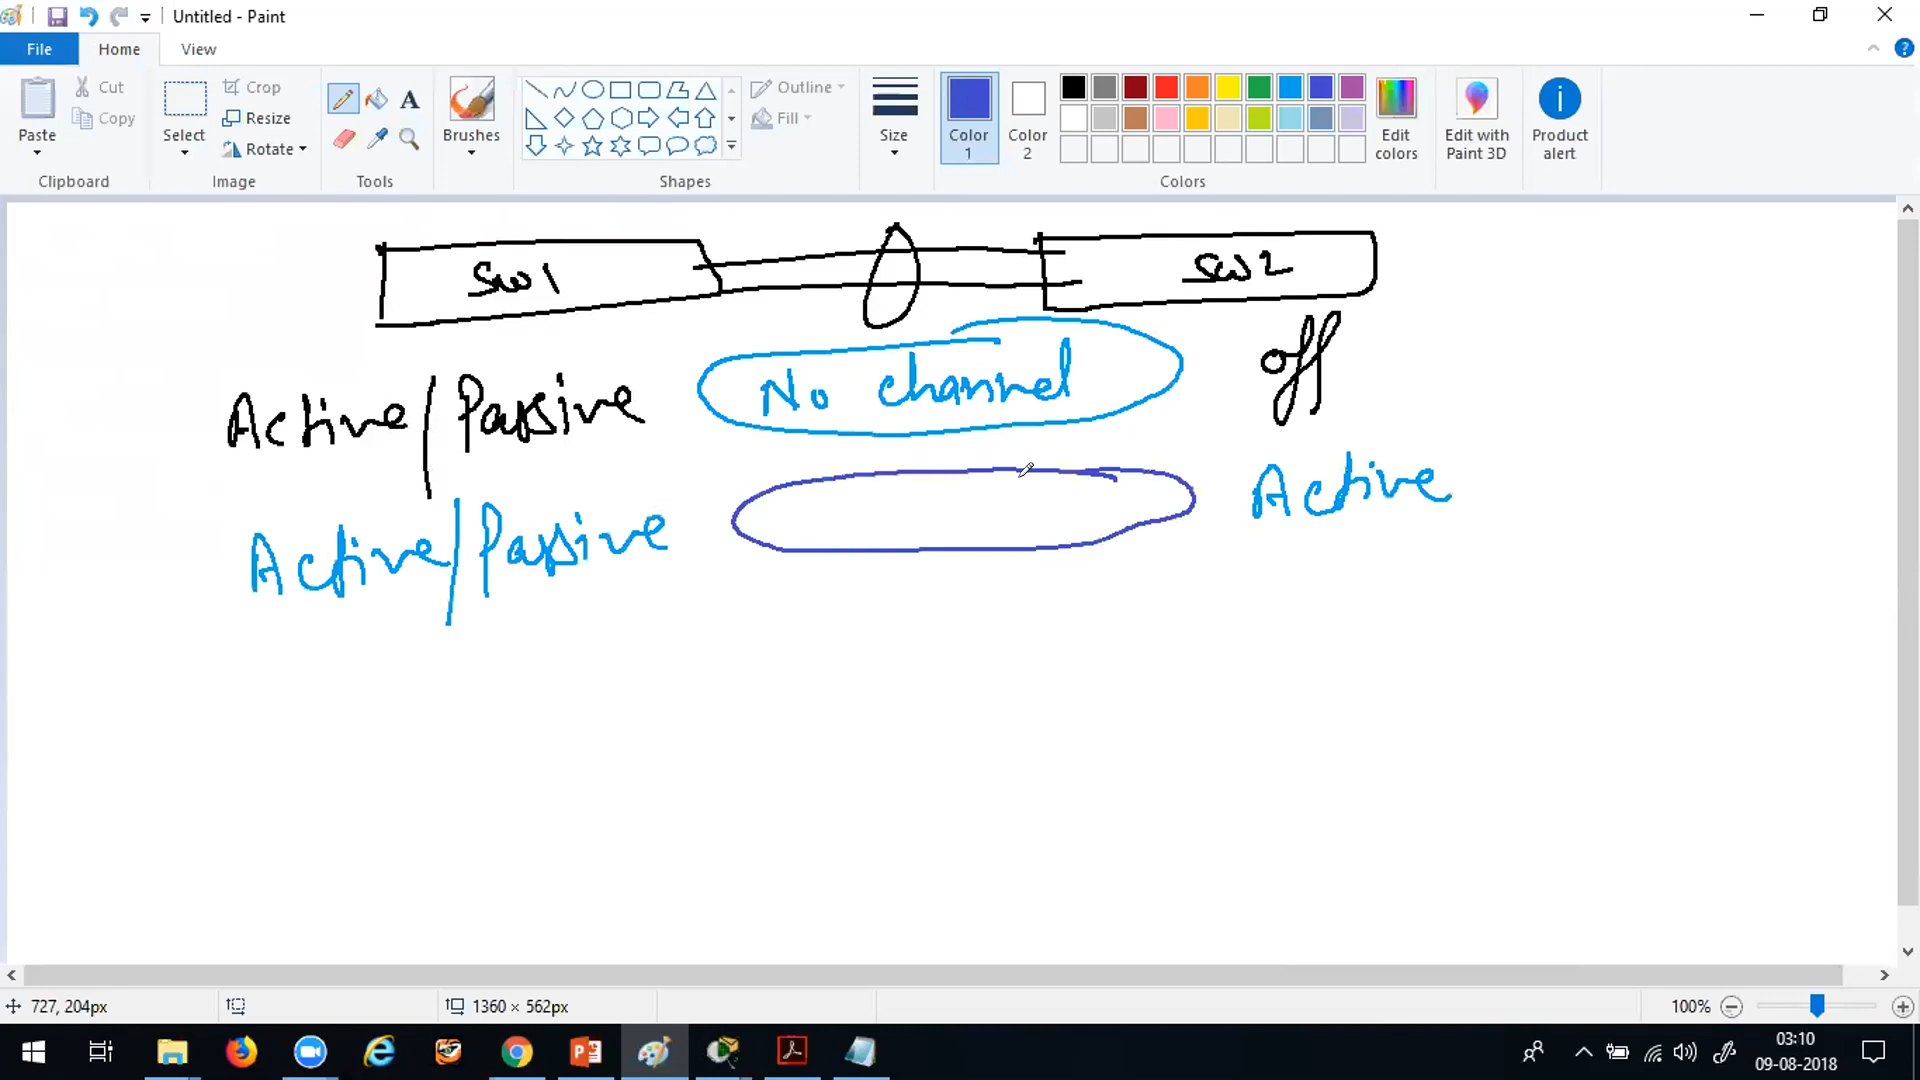 Untitled - Paint
File Home View
Paste
Cut
Copy
Clipboard
Select
Crop
Resize
Rotate
Image
A
Tools
Brushes
Shapes
Outline
Fill
Size
Color 1
Color 2
Colors
Edit colors
Edit with Paint 3D
Product alert
SW1
SW2
Active/Passive
No channel
off
Active/Passive
Active
727, 204px
1360 × 562px
100%
03:10
09-08-2018